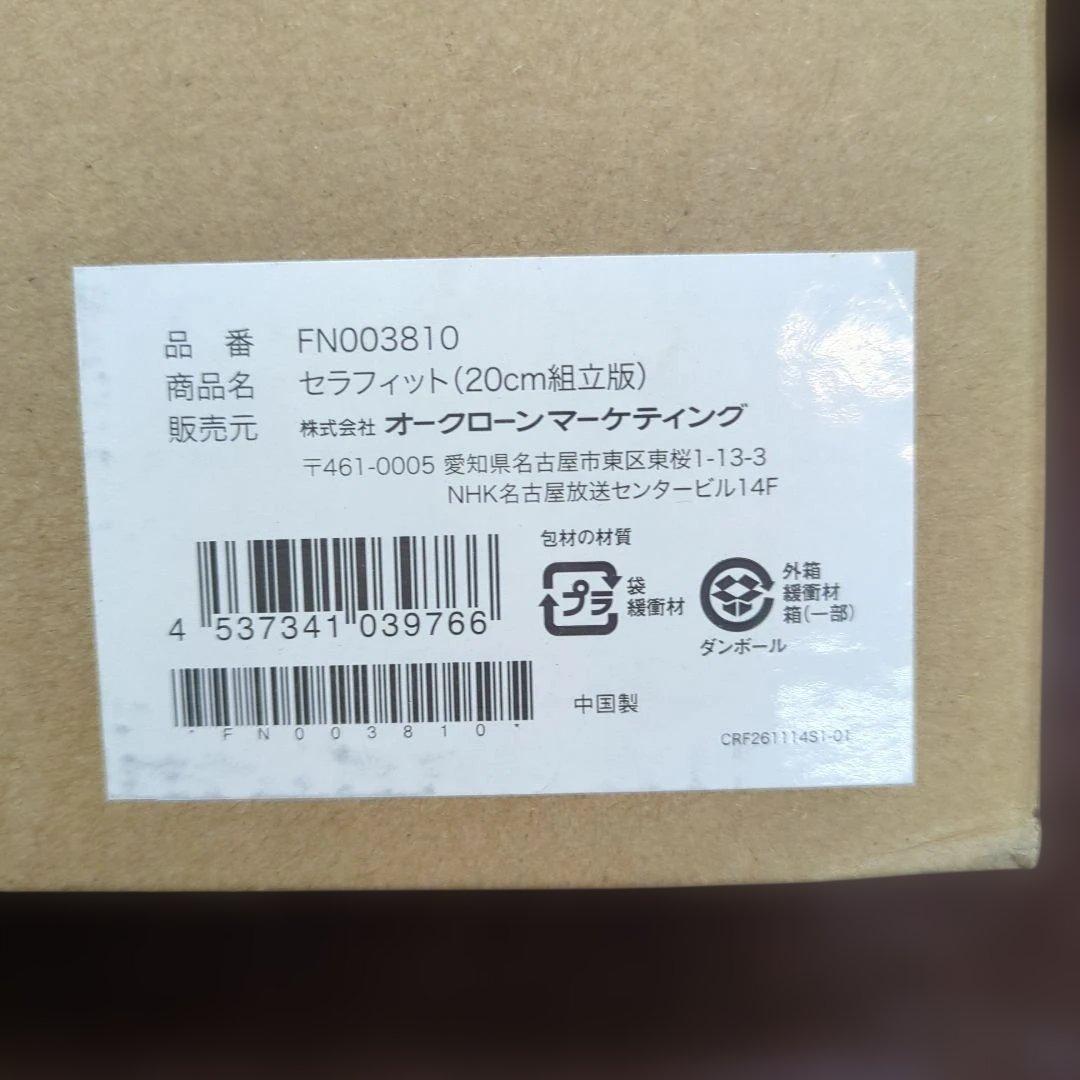 品 番 FN003810
商品名 セラフィット(20cm組立版)
販売元 株式会社 オークローンマーケティング
〒461-0005 愛知県名古屋市東区東桜1-13-3
NHK名古屋放送センタービル14F
包材の材質
プラ 袋 緩衝材
外箱 緩衝材 箱(一部)
ダンボール
4 537341 039766
*FN003810*
中国製
CRF261114S1-01